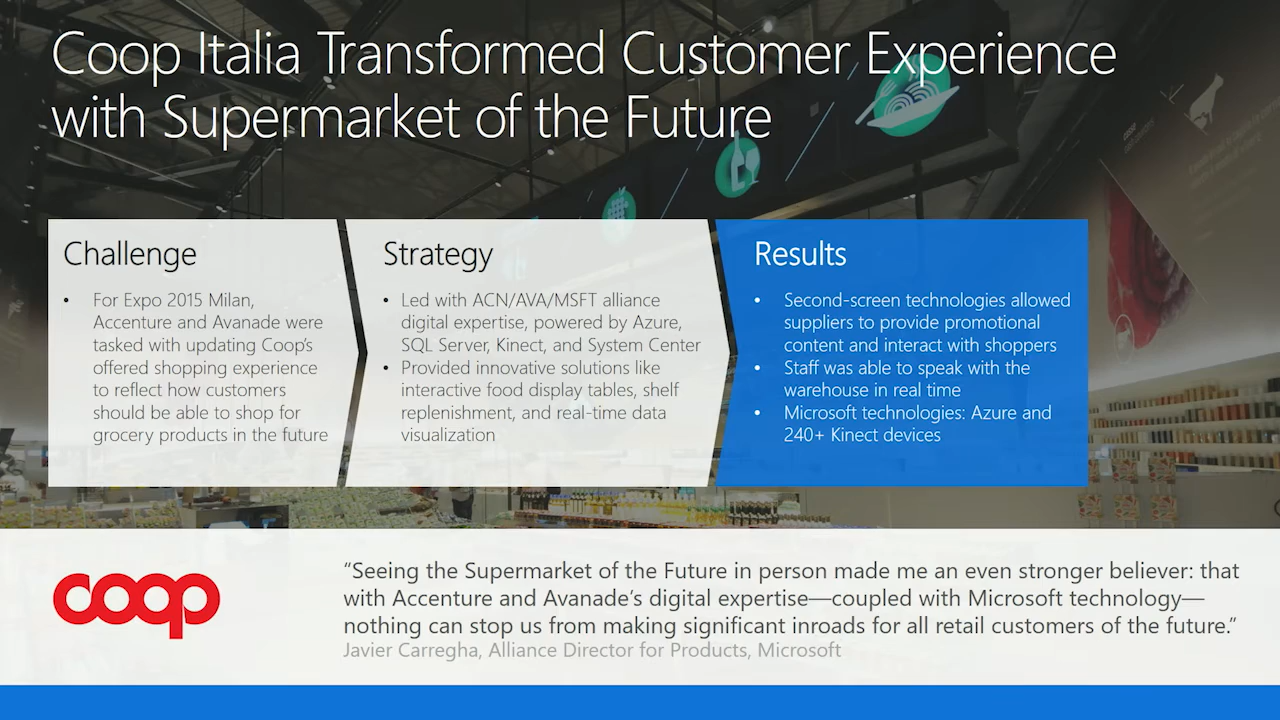 Coop Italia Transformed Customer Experience
with Supermarket of the Future
Challenge
• For Expo 2015 Milan,
Accenture and Avanade were
tasked with updating Coop's
offered shopping experience
to reflect how customers
should be able to shop for
grocery products in the future
Strategy
• Led with ACN/AVA/MSFT alliance
digital expertise, powered by Azure,
SQL Server, Kinect, and System Center
• Provided innovative solutions like
interactive food display tables, shelf
replenishment, and real-time data
visualization
Results
• Second-screen technologies allowed
suppliers to provide promotional
content and interact with shoppers
• Staff was able to speak with the
warehouse in real time
• Microsoft technologies: Azure and
240+ Kinect devices
coop
“Seeing the Supermarket of the Future in person made me an even stronger believer: that
with Accenture and Avanade’s digital expertise—coupled with Microsoft technology—
nothing can stop us from making significant inroads for all retail customers of the future.”
Javier Carregha, Alliance Director for Products, Microsoft